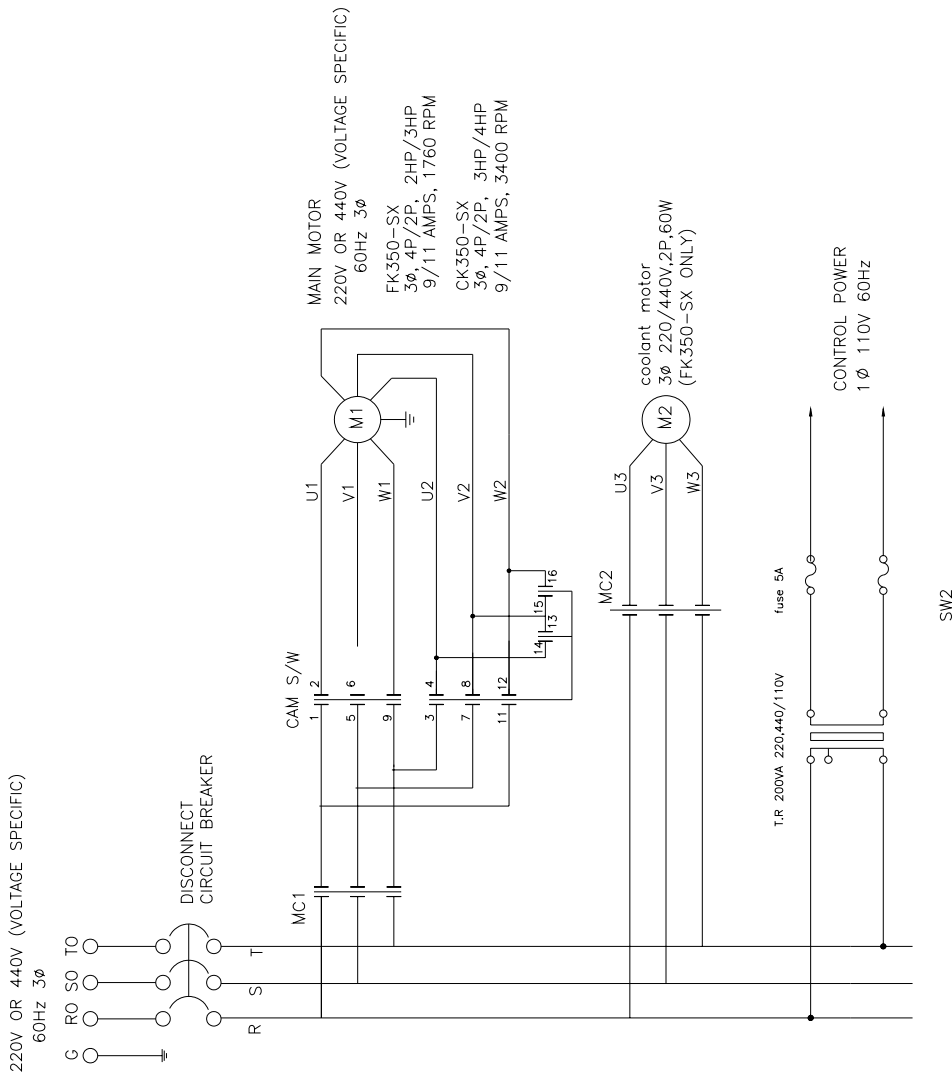 220V OR 440V (VOLTAGE SPECIFIC)
60Hz 3ø
G
RO
SO
TO
DISCONNECT
CIRCUIT BREAKER
R
S
T
MC1
CAM S/W
1
2
5
6
9
3
4
7
8
11
12
14
13
15
16
U1
V1
W1
U2
V2
W2
M1
MAIN MOTOR
220V OR 440V (VOLTAGE SPECIFIC)
60Hz 3ø
FK350-SX
3ø, 4P/2P, 2HP/3HP
9/11 AMPS, 1760 RPM
CK350-SX
3ø, 4P/2P, 3HP/4HP
9/11 AMPS, 3400 RPM
MC2
U3
V3
W3
M2
coolant motor
3ø 220/440V,2P,60W
(FK350-SX ONLY)
T.R 200VA 220,440/110V
fuse 5A
CONTROL POWER
1Ø 110V 60Hz
SW2